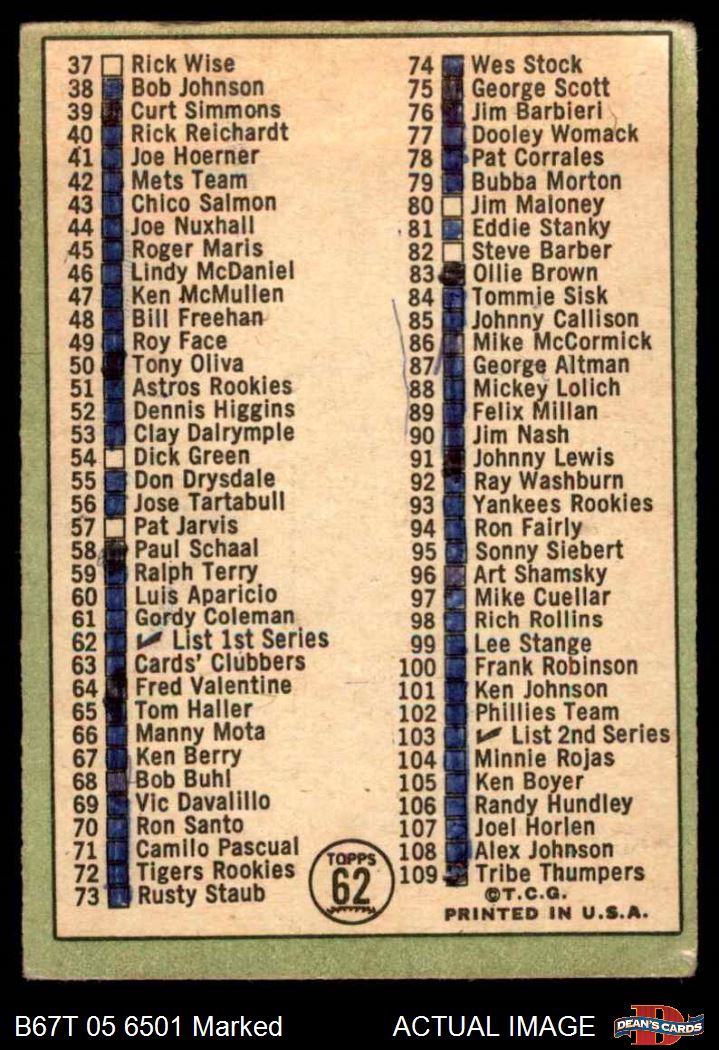 37 Rick Wise
38 Bob Johnson
39 Curt Simmons
40 Rick Reichardt
41 Joe Hoerner
42 Mets Team
43 Chico Salmon
44 Joe Nuxhall
45 Roger Maris
46 Lindy McDaniel
47 Ken McMullen
48 Bill Freehan
49 Roy Face
50 Tony Oliva
51 Astros Rookies
52 Dennis Higgins
53 Clay Dalrymple
54 Dick Green
55 Don Drysdale
56 Jose Tartabull
57 Pat Jarvis
58 Paul Schaal
59 Ralph Terry
60 Luis Aparicio
61 Gordy Coleman
62 ✓ List 1st Series
63 Cards' Clubbers
64 Fred Valentine
65 Tom Haller
66 Manny Mota
67 Ken Berry
68 Bob Buhl
69 Vic Davalillo
70 Ron Santo
71 Camilo Pascual
72 Tigers Rookies
73 Rusty Staub
74 Wes Stock
75 George Scott
76 Jim Barbieri
77 Dooley Womack
78 Pat Corrales
79 Bubba Morton
80 Jim Maloney
81 Eddie Stanky
82 Steve Barber
83 Ollie Brown
84 Tommie Sisk
85 Johnny Callison
86 Mike McCormick
87 George Altman
88 Mickey Lolich
89 Felix Millan
90 Jim Nash
91 Johnny Lewis
92 Ray Washburn
93 Yankees Rookies
94 Ron Fairly
95 Sonny Siebert
96 Art Shamsky
97 Mike Cuellar
98 Rich Rollins
99 Lee Stange
100 Frank Robinson
101 Ken Johnson
102 Phillies Team
103 ✓ List 2nd Series
104 Minnie Rojas
105 Ken Boyer
106 Randy Hundley
107 Joel Horlen
108 Alex Johnson
109 Tribe Thumpers
TOPPS
62
©T.C.G.
PRINTED IN U.S.A.
B67T 05 6501 Marked
ACTUAL IMAGE
DEAN'S CARDS